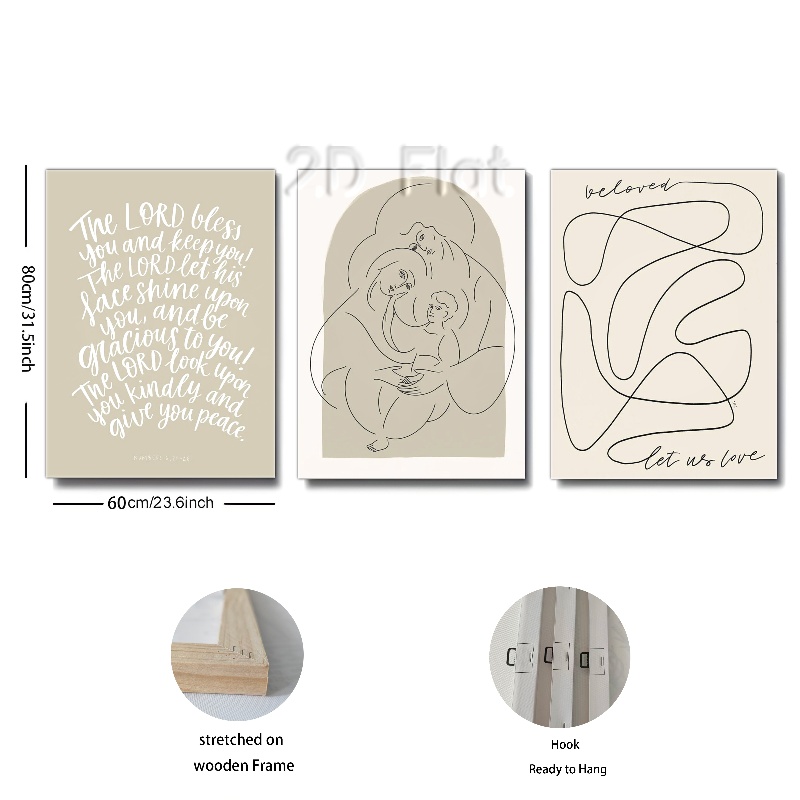 2D Flat
The LORD bless
you and keep you!
The LORD let his
face shine upon
you, and be
gracious to you!
The LORD look upon
you kindly and
give you peace.
beloved
let us love
80cm/31.5inch
60cm/23.6inch
stretched on
wooden Frame
Hook
Ready to Hang